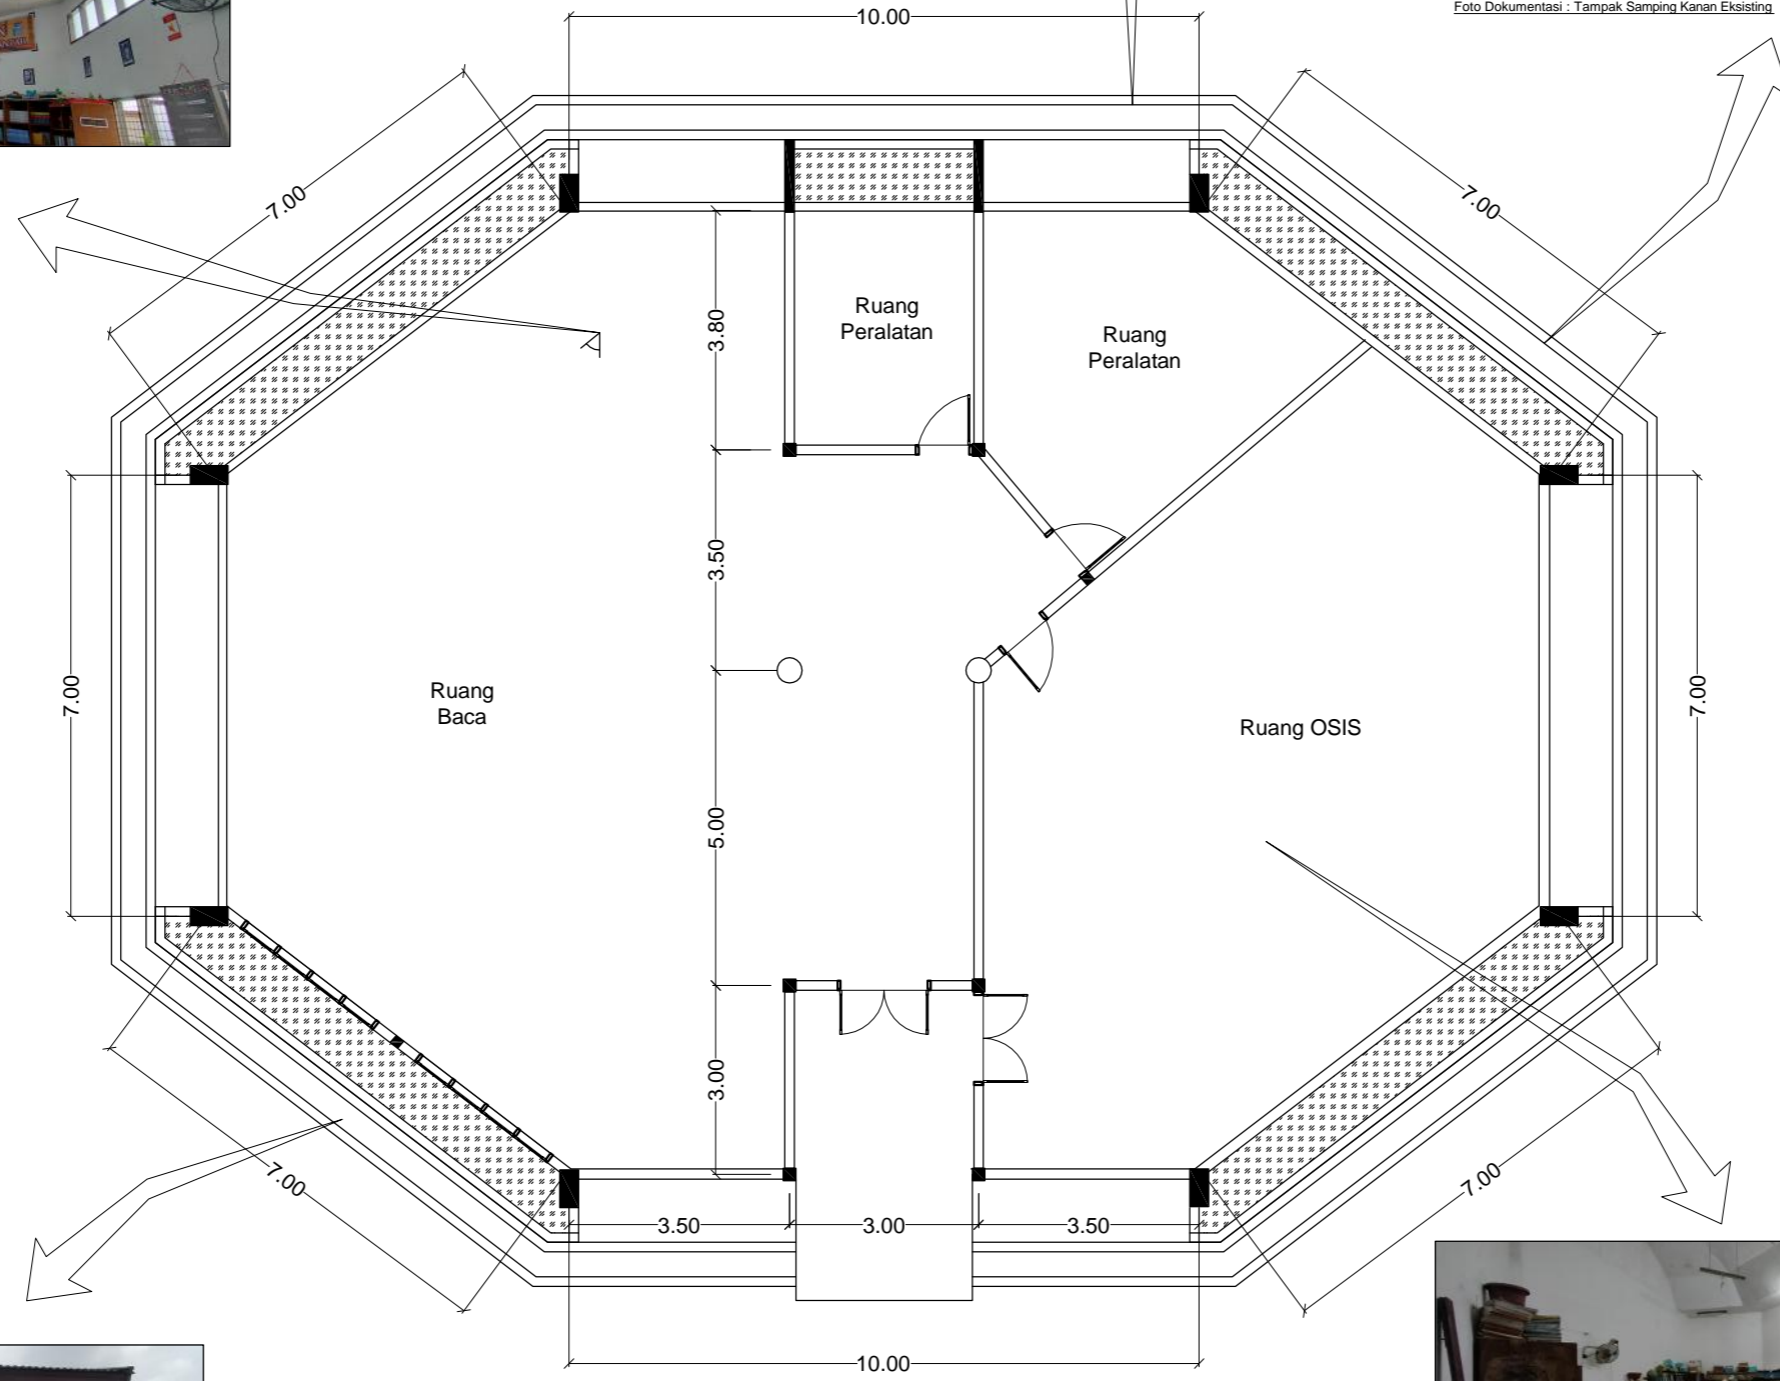 10.00
Foto Dokumentasi : Tampak Samping Kanan Eksisting
7.00
7.00
3.80
Ruang
Peralatan
Ruang
Peralatan
3.50
7.00
Ruang
Baca
Ruang OSIS
7.00
5.00
3.00
7.00
7.00
3.50
3.00
3.50
10.00